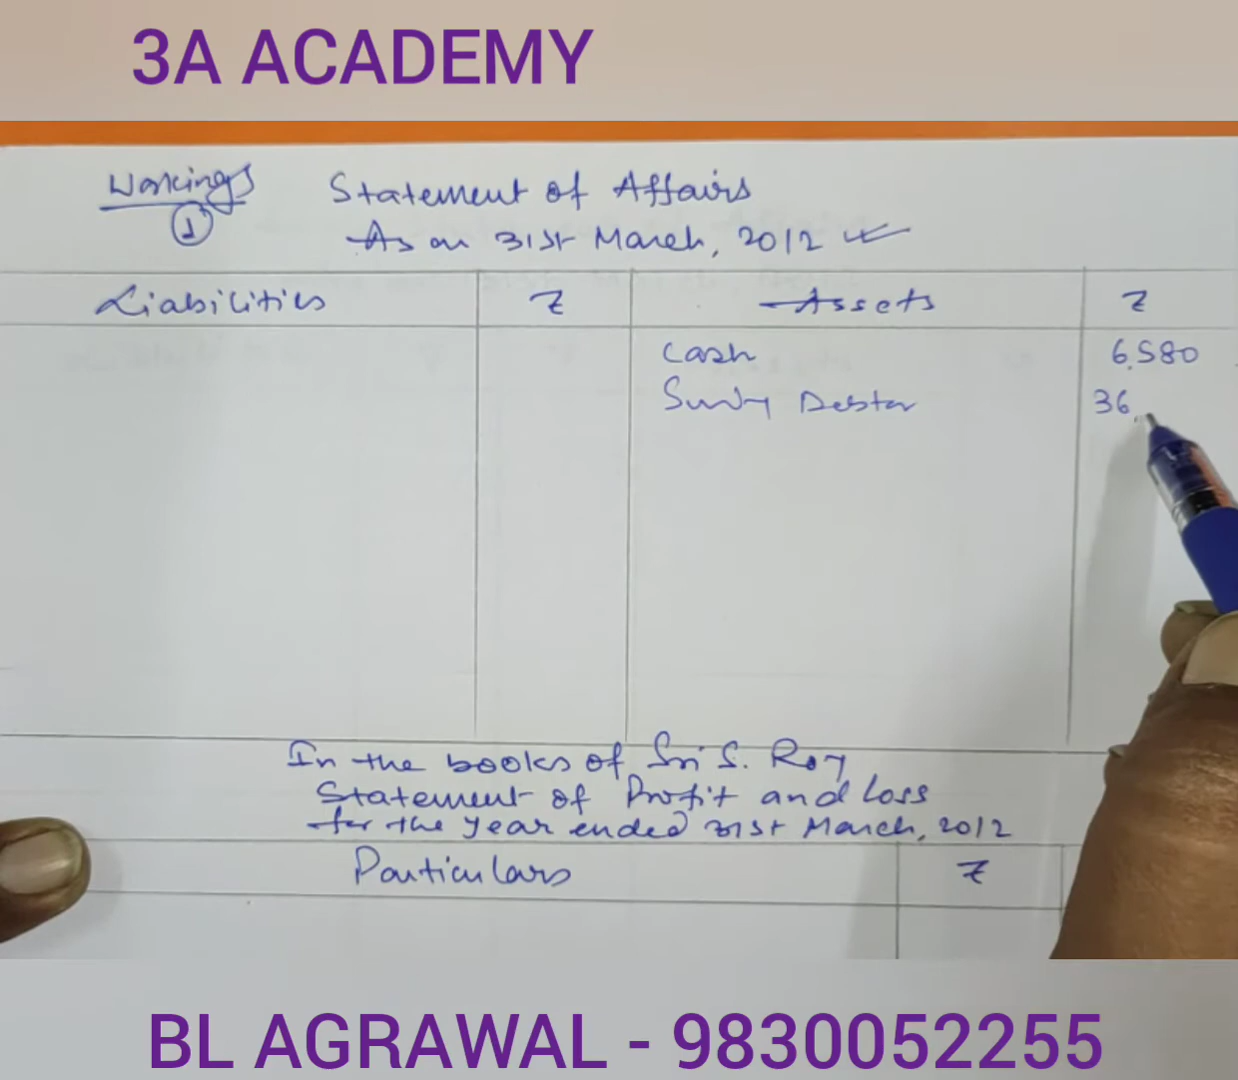 3A ACADEMY
Workings Statement of Affairs
① As on 31st March, 2012
Liabilities ₹ Assets ₹
Cash 6,580
Sundry Debtor 36,
In the books of Sri S. Roy
Statement of Profit and Loss
for the year ended 31st March, 2012
Particulars ₹
BL AGRAWAL - 9830052255